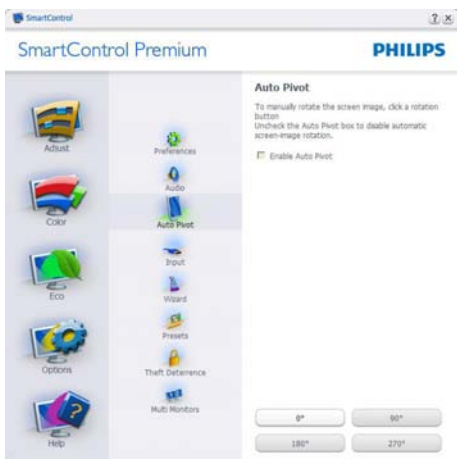 SmartControl
SmartControl Premium
PHILIPS
Adjust
Color
Eco
Options
Help
Preferences
Audio
Auto Pivot
Input
Wizard
Presets
Theft Deterrence
Multi Monitors
Auto Pivot
To manually rotate the screen image, click a rotation
button
Uncheck the Auto Pivot box to disable automatic
screen-image rotation.
Enable Auto Pivot
0°
90°
180°
270°